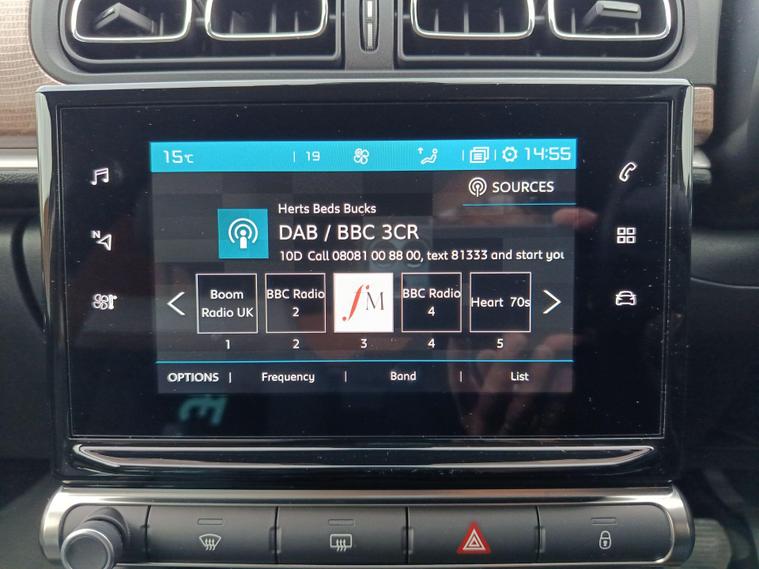 15°C 19 14:55
SOURCES
Herts Beds Bucks
DAB / BBC 3CR
10D Call 08081 00 88 00, text 81333 and start you
Boom
Radio UK
BBC Radio
2
fM
BBC Radio
4
Heart 70s
1 2 3 4 5
OPTIONS | Frequency | Band | List
N